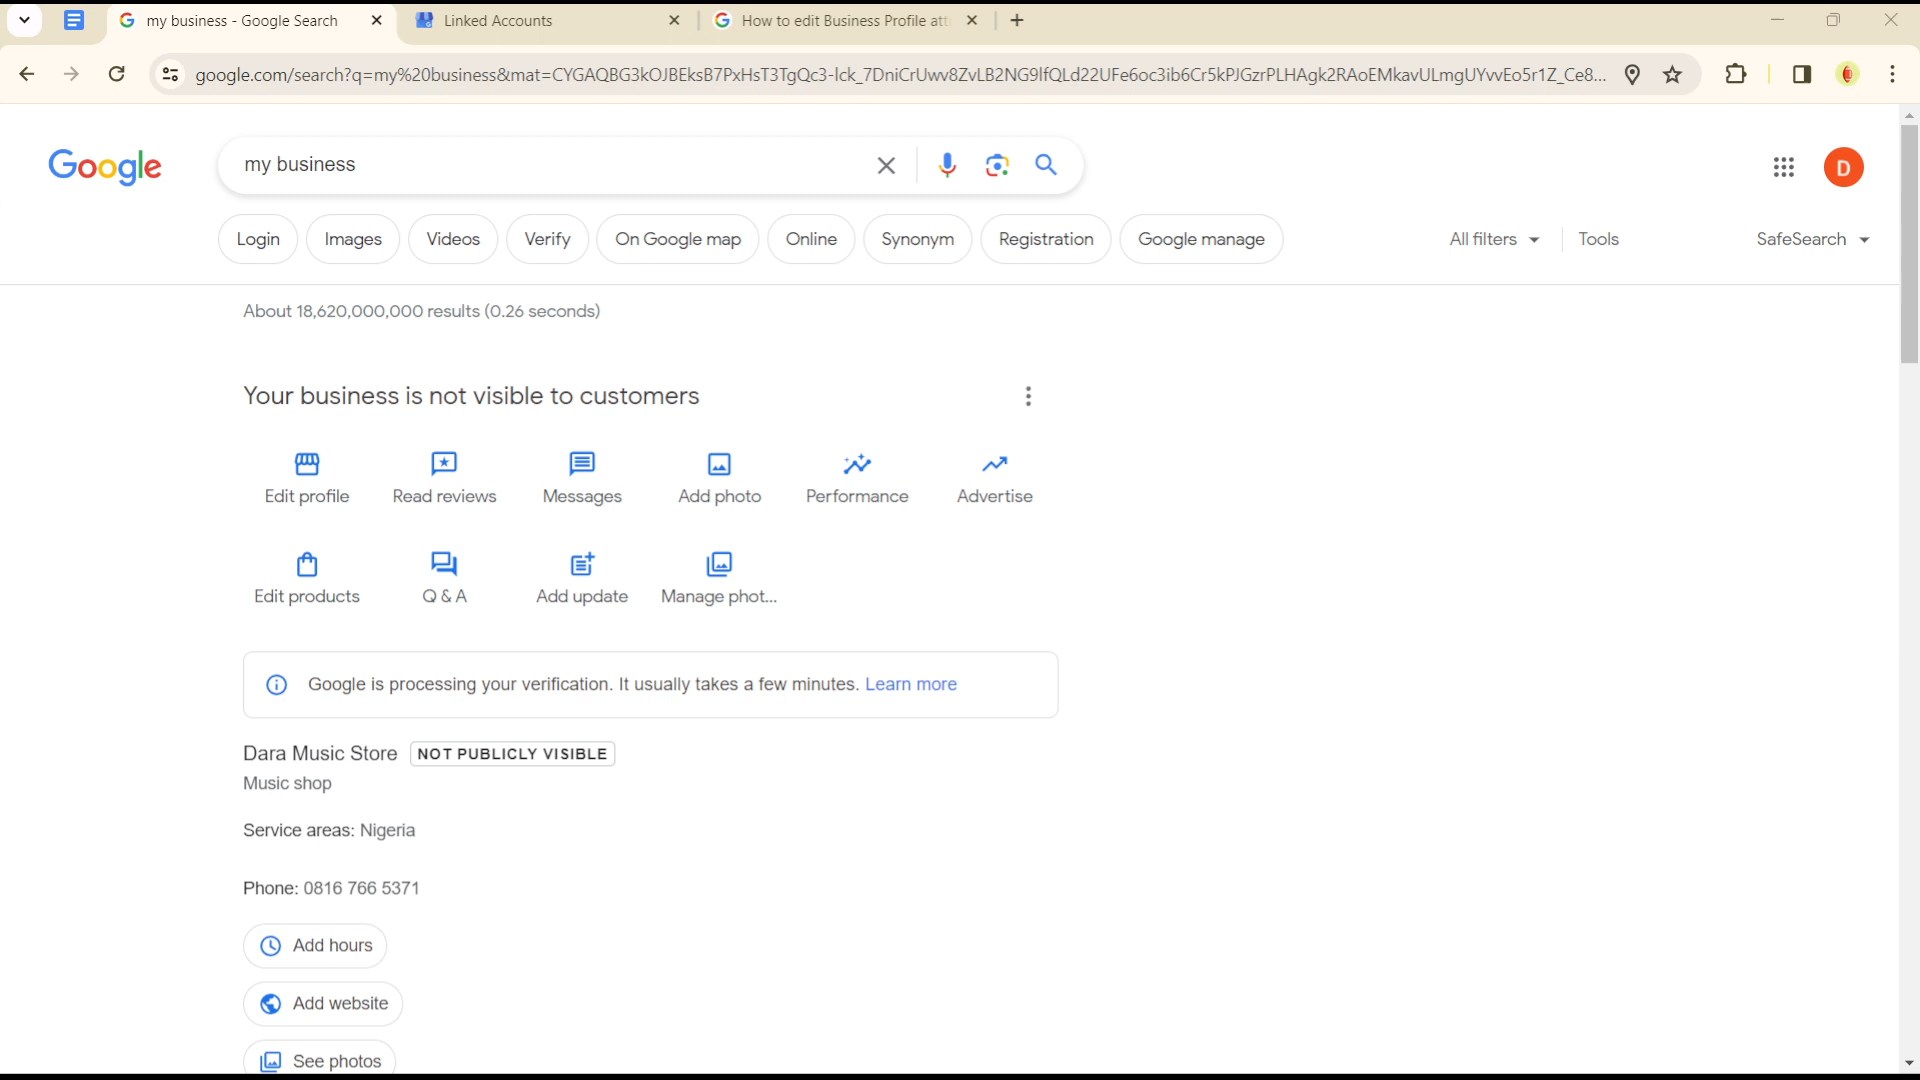 my business - Google Search
Linked Accounts
How to edit Business Profile att
google.com/search?q=my%20business&mat=CYGAQBG3kOJBEksB7PxHsT3TgQc3-lck_7DniCrUwv8ZvLB2NG9lfQLd22UFe6oc3ib6Cr5kPJGzrPLHAgk2RAoEMkavULmgUYvvEo5r1Z_Ce8...
Google
my business
D
Login
Images
Videos
Verify
On Google map
Online
Synonym
Registration
Google manage
All filters
Tools
SafeSearch
About 18,620,000,000 results (0.26 seconds)
Your business is not visible to customers
Edit profile
Read reviews
Messages
Add photo
Performance
Advertise
Edit products
Q & A
Add update
Manage phot...
Google is processing your verification. It usually takes a few minutes. Learn more
Dara Music Store NOT PUBLICLY VISIBLE
Music shop
Service areas: Nigeria
Phone: 0816 766 5371
Add hours
Add website
See photos